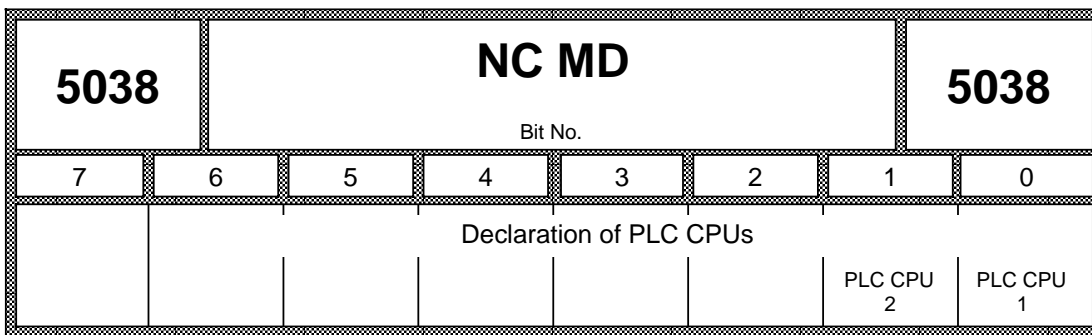 5038 NC MD 5038
Bit No.
7 6 5 4 3 2 1 0
Declaration of PLC CPUs
PLC CPU PLC CPU
2 1